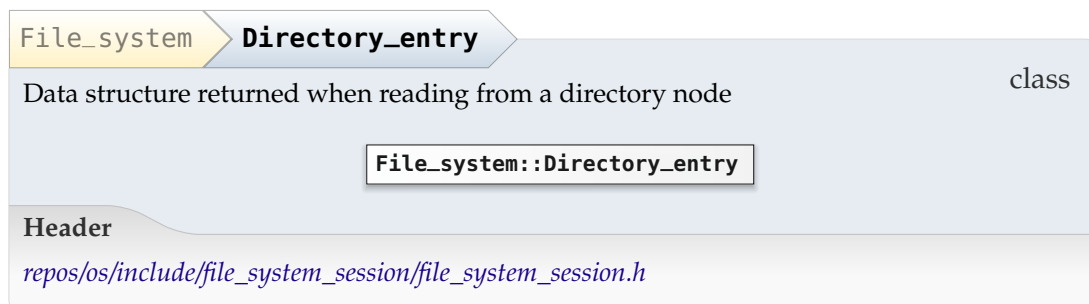 File_system Directory_entry
class
Data structure returned when reading from a directory node
File_system::Directory_entry
Header
repos/os/include/file_system_session/file_system_session.h